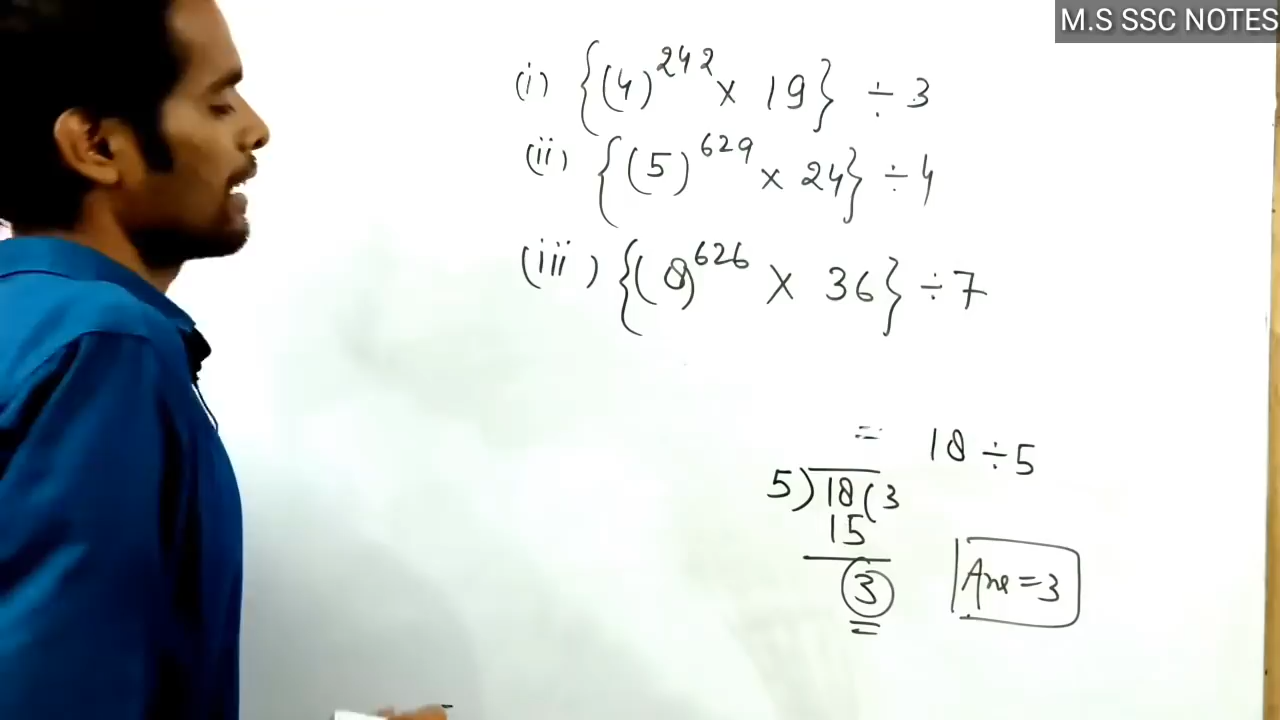 M.S SSC NOTES
(i) {(4)^242 × 19} ÷ 3
(ii) {(5)^629 × 24} ÷ 4
(iii) {(8)^626 × 36} ÷ 7
= 18 ÷ 5
5)18(3
15
3
Ans = 3